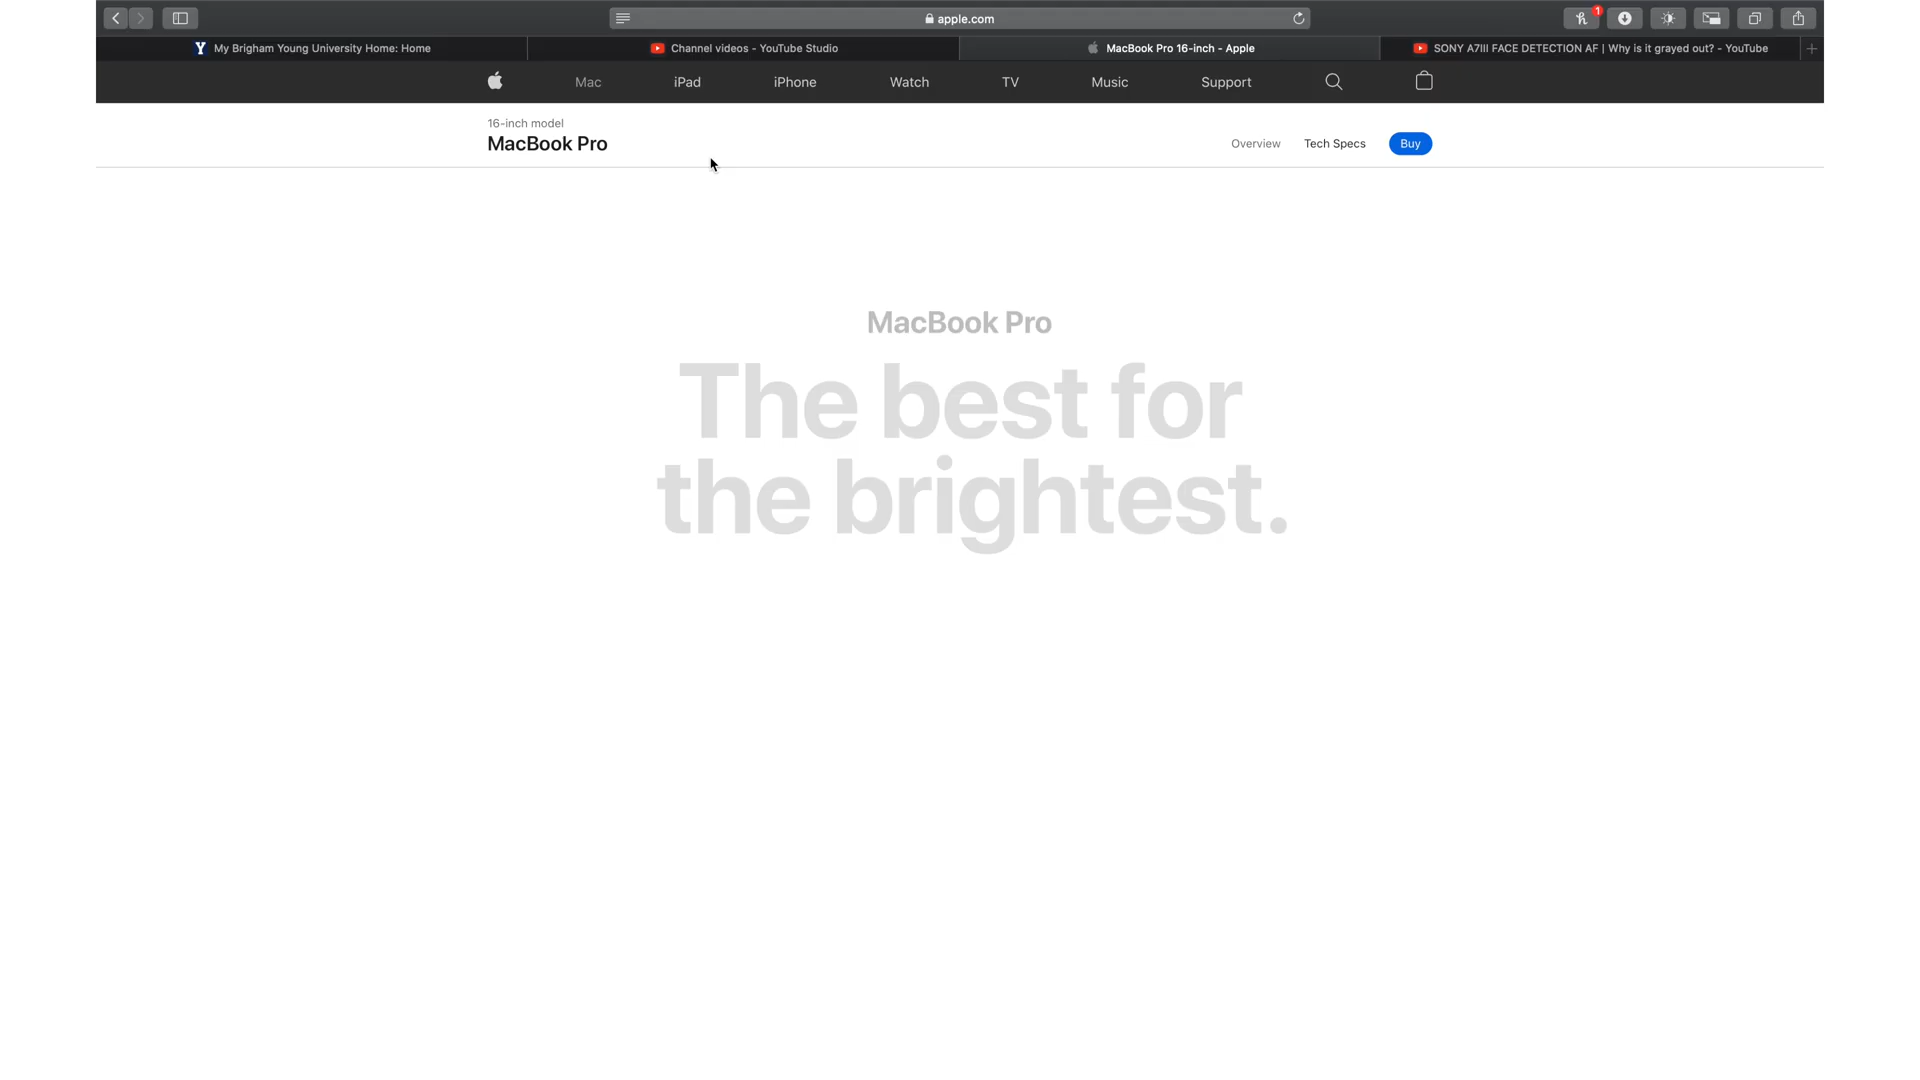 apple.com
1
My Brigham Young University Home: Home
Channel videos - YouTube Studio
MacBook Pro 16-inch - Apple
SONY A7III FACE DETECTION AF | Why is it grayed out? - YouTube
Mac
iPad
iPhone
Watch
TV
Music
Support
16-inch model
MacBook Pro
Overview
Tech Specs
Buy
MacBook Pro
The best for
the brightest.